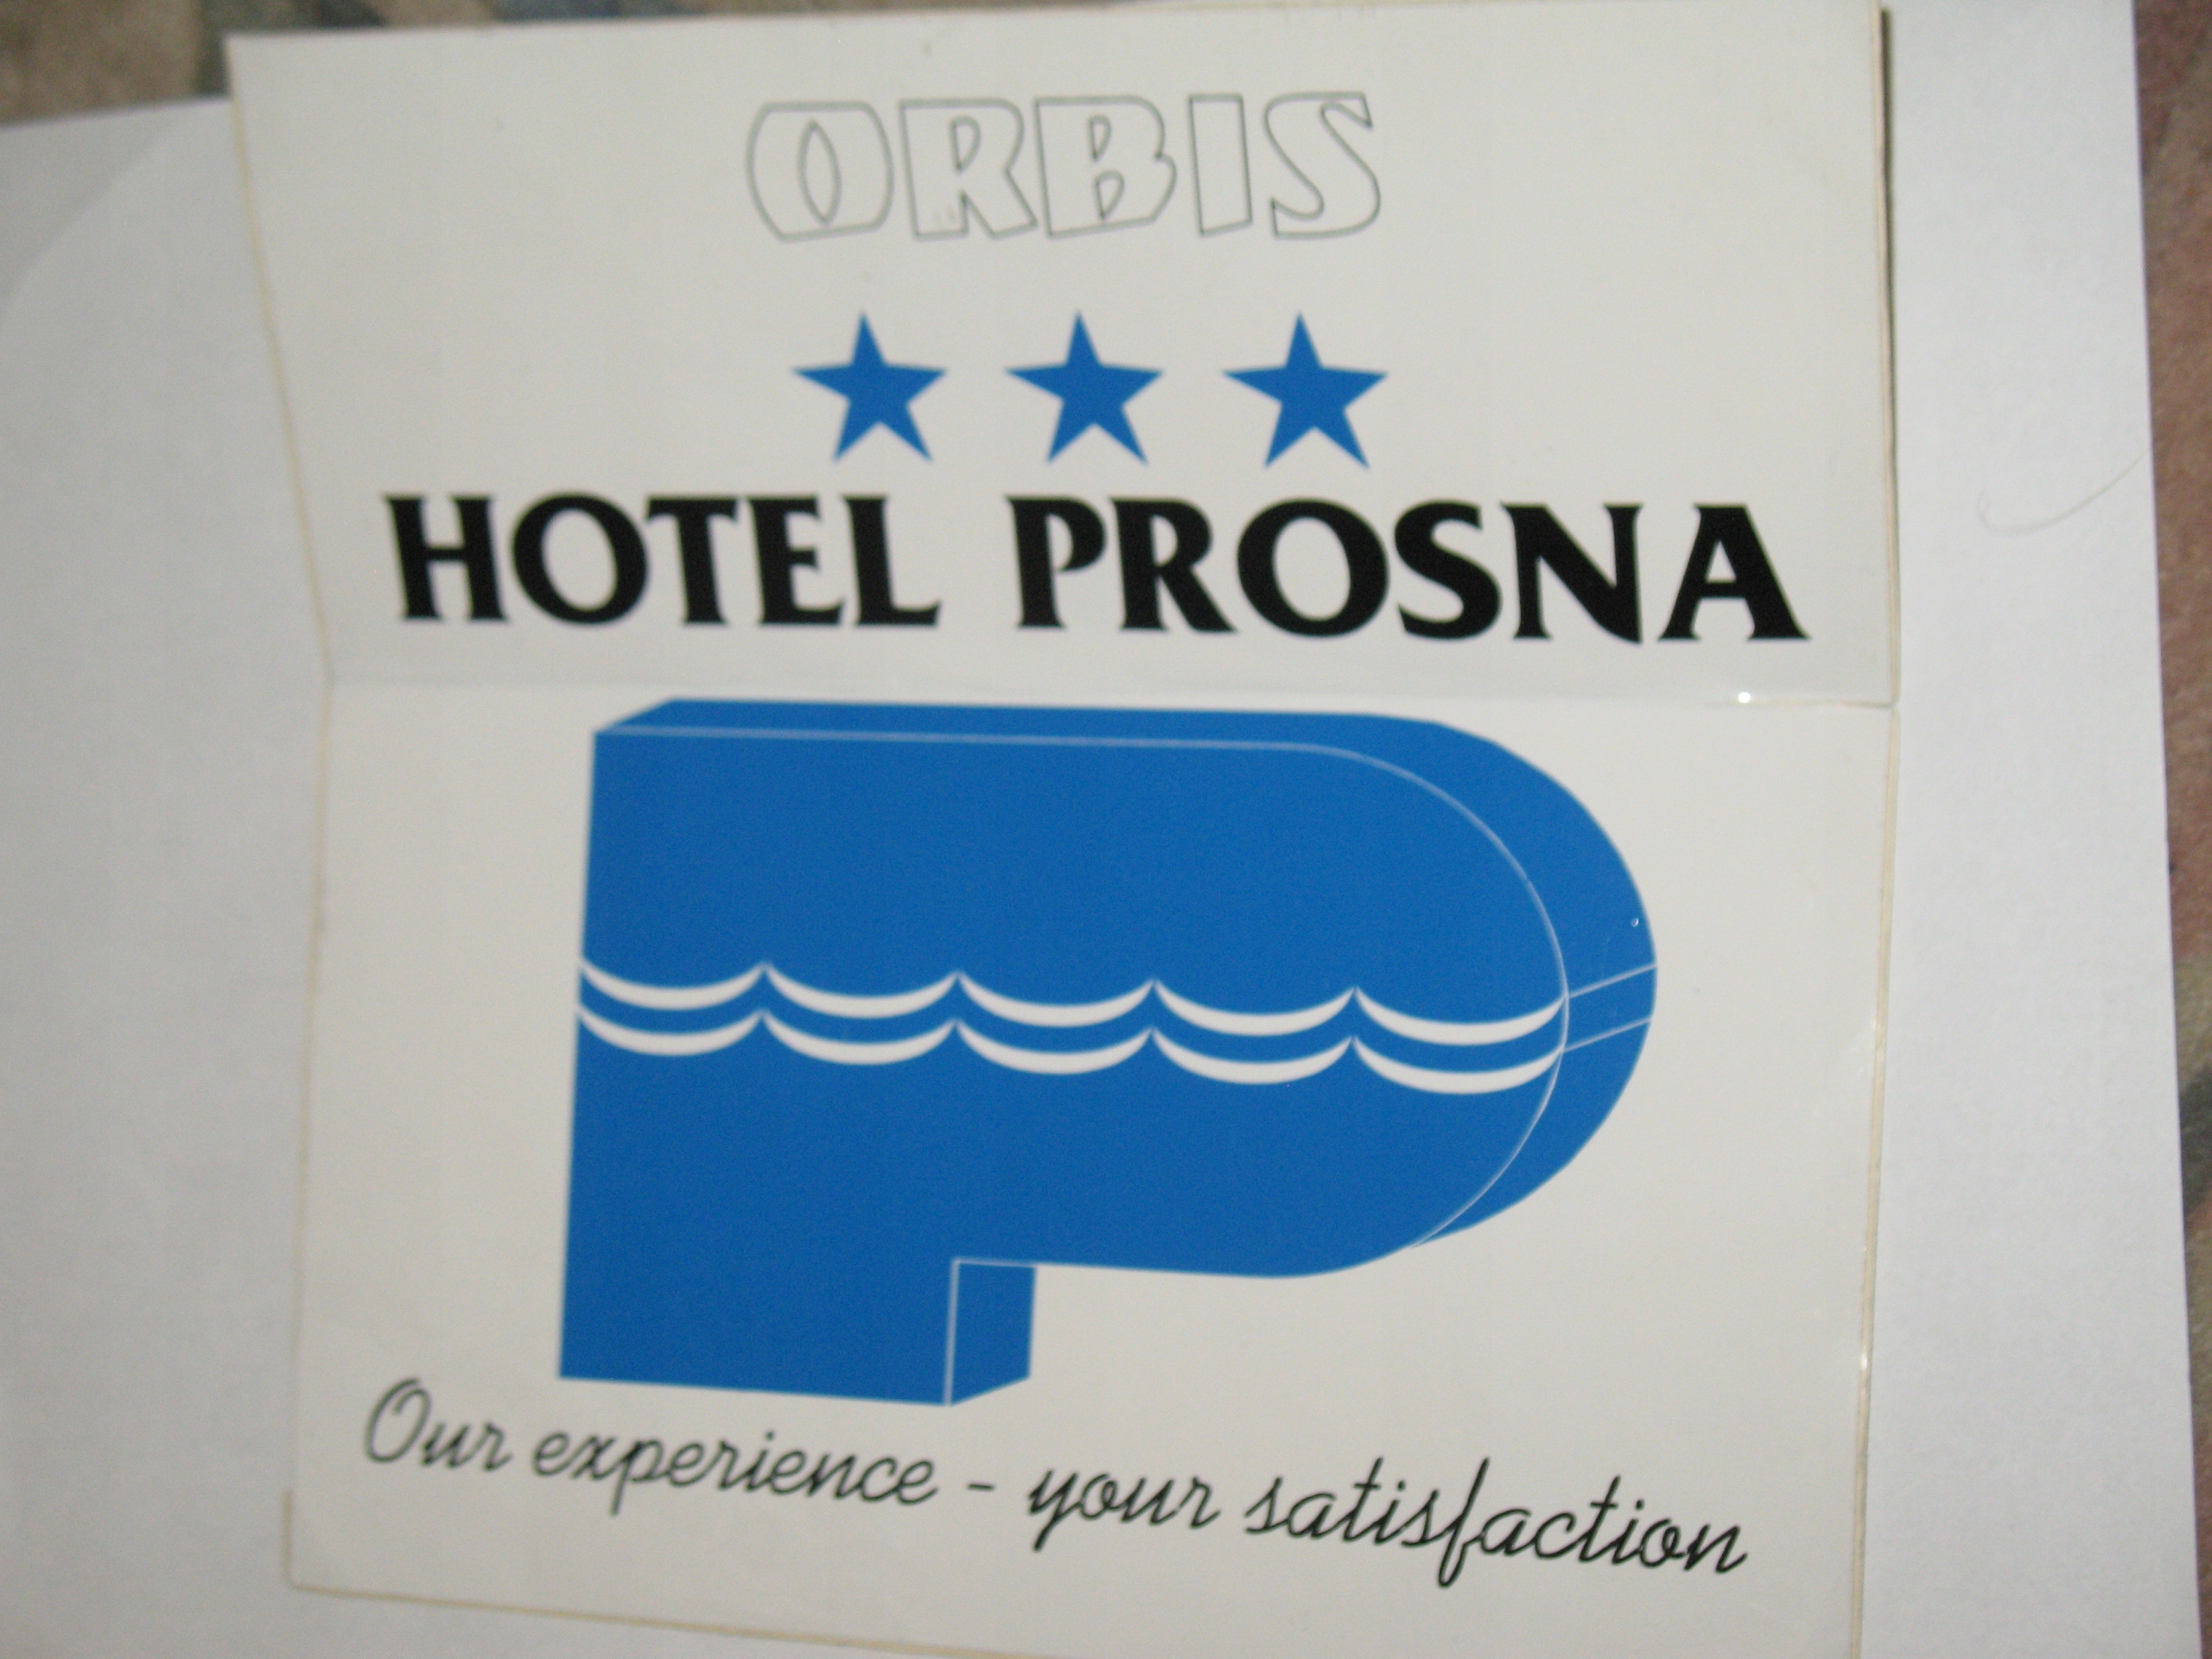 ORBIS
HOTEL PROSNA
Our experience - your satisfaction